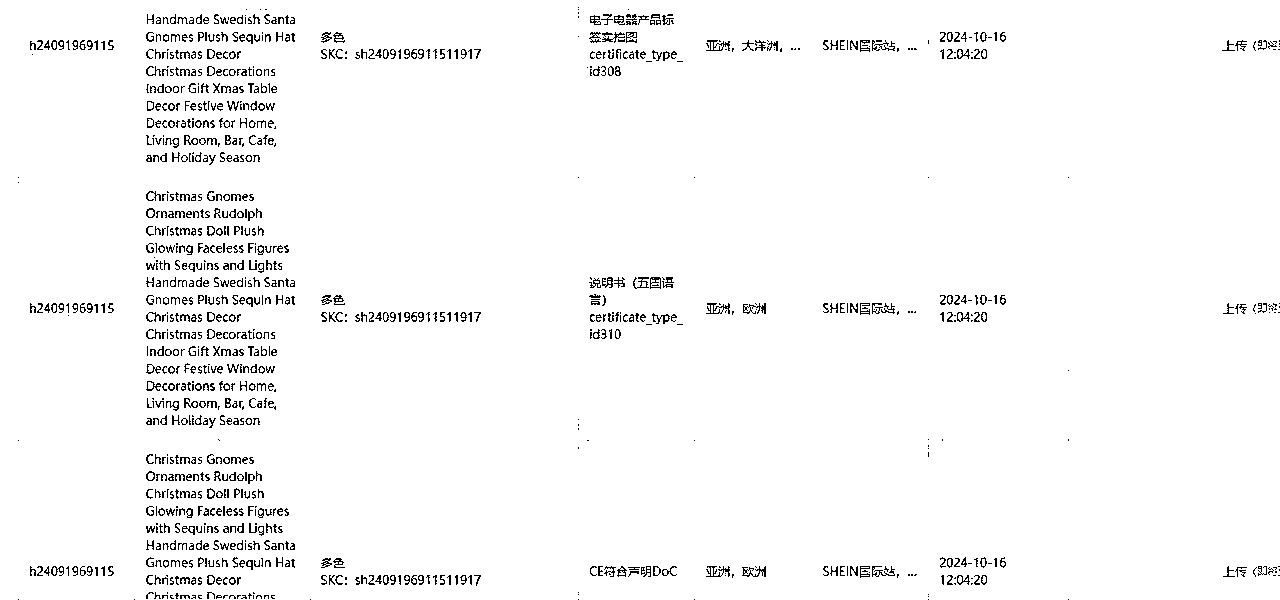 Handmade Swedish Santa
Gnomes Plush Sequin Hat
Christmas Decor
Christmas Decorations
Indoor Gift Xmas Table
Decor Festive Window
Decorations for Home,
Living Room, Bar, Cafe,
and Holiday Season
h24091969115
多色
SKC: sh2409196911511917
电子电器产品标
签实拍图
certificate_type_
id308
亚洲，大洋洲，...
SHEIN国际站，...
2024-10-16
12:04:20
上传（即将
Christmas Gnomes
Ornaments Rudolph
Christmas Doll Plush
Glowing Faceless Figures
with Sequins and Lights
Handmade Swedish Santa
Gnomes Plush Sequin Hat
Christmas Decor
Christmas Decorations
Indoor Gift Xmas Table
Decor Festive Window
Decorations for Home,
Living Room, Bar, Cafe,
and Holiday Season
h24091969115
多色
SKC: sh2409196911511917
说明书（五国语
言）
certificate_type_
id310
亚洲，欧洲
SHEIN国际站，...
2024-10-16
12:04:20
上传（即将
Christmas Gnomes
Ornaments Rudolph
Christmas Doll Plush
Glowing Faceless Figures
with Sequins and Lights
Handmade Swedish Santa
Gnomes Plush Sequin Hat
Christmas Decor
Christmas Decorations
h24091969115
多色
SKC: sh2409196911511917
CE符合声明DoC
亚洲，欧洲
SHEIN国际站，...
2024-10-16
12:04:20
上传（即将